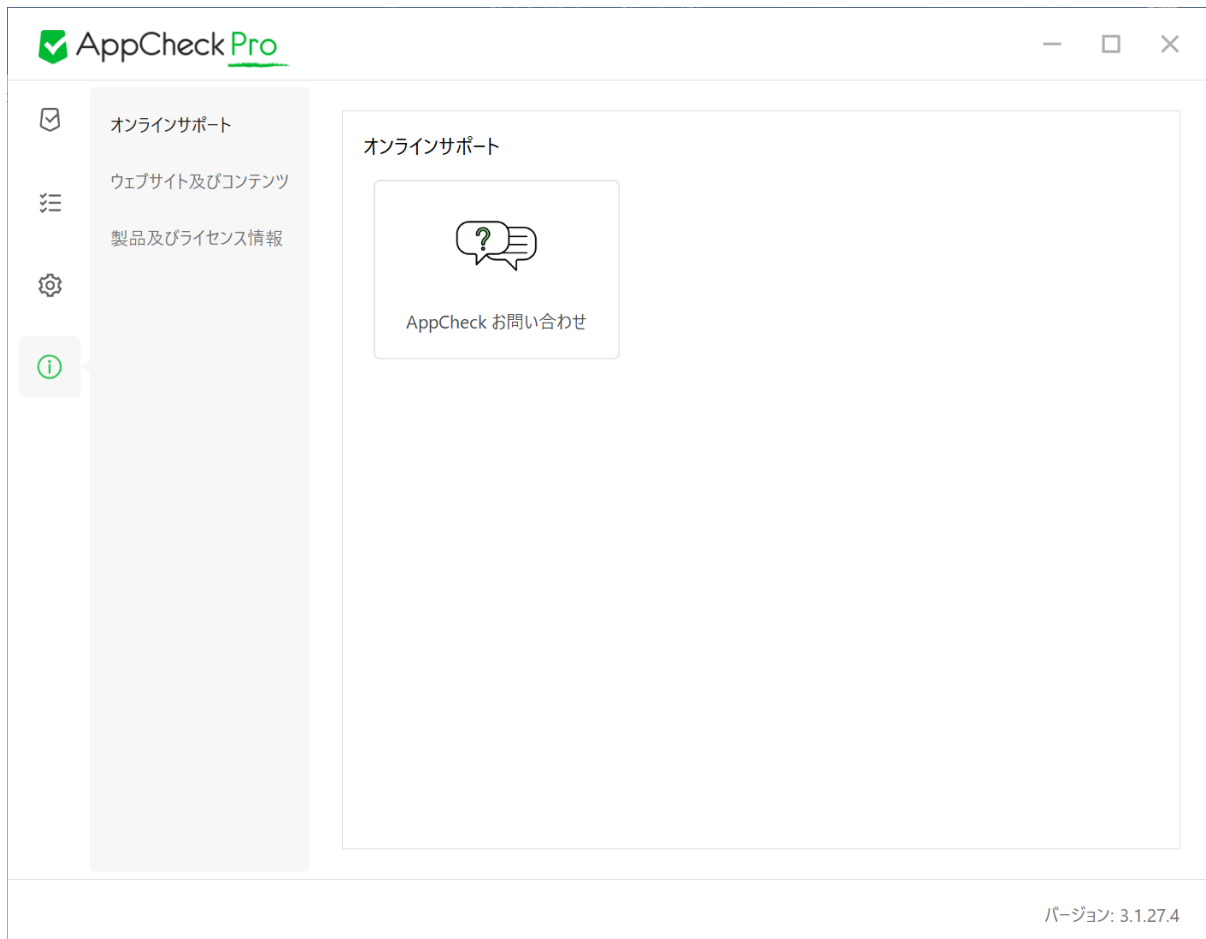 AppCheck Pro
オンラインサポート
ウェブサイト及びコンテンツ
製品及びライセンス情報
オンラインサポート
?
AppCheck お問い合わせ
バージョン: 3.1.27.4